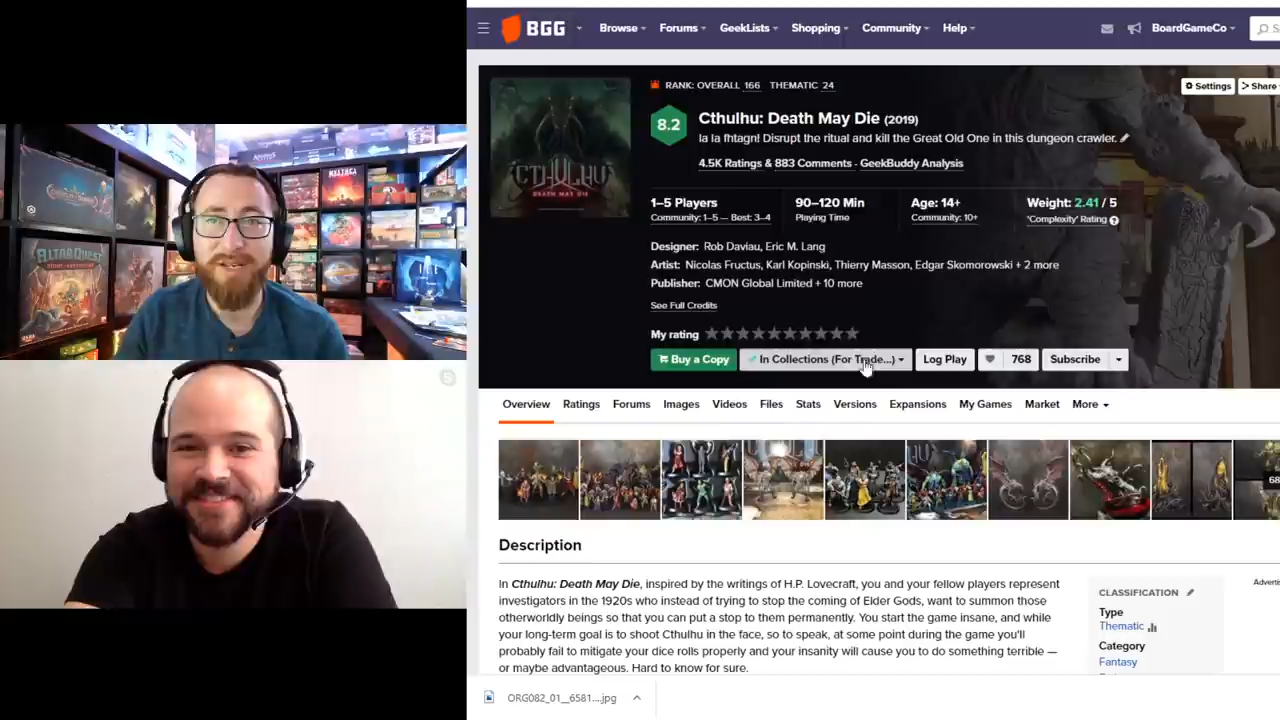 BGG
Browse
Forums
GeekLists
Shopping
Community
Help
BoardGameCo
RANK: OVERALL 166 THEMATIC 24
Settings
Share
8.2
Cthulhu: Death May Die (2019)
Ia Ia fhtagn! Disrupt the ritual and kill the Great Old One in this dungeon crawler.
4.5K Ratings & 883 Comments · GeekBuddy Analysis
CTHULHU
DEATH MAY DIE
1–5 Players
Community: 1–5 — Best: 3–4
90–120 Min
Playing Time
Age: 14+
Community: 10+
Weight: 2.41 / 5
'Complexity' Rating
Designer: Rob Daviau, Eric M. Lang
Artist: Nicolas Fructus, Karl Kopinski, Thierry Masson, Edgar Skomorowski + 2 more
Publisher: CMON Global Limited + 10 more
See Full Credits
My rating
Buy a Copy
In Collections (For Trade...)
Log Play
768
Subscribe
Overview
Ratings
Forums
Images
Videos
Files
Stats
Versions
Expansions
My Games
Market
More
68
Description
In Cthulhu: Death May Die, inspired by the writings of H.P. Lovecraft, you and your fellow players represent
investigators in the 1920s who instead of trying to stop the coming of Elder Gods, want to summon those
otherworldly beings so that you can put a stop to them permanently. You start the game insane, and while
your long-term goal is to shoot Cthulhu in the face, so to speak, at some point during the game you'll
probably fail to mitigate your dice rolls properly and your insanity will cause you to do something terrible —
or maybe advantageous. Hard to know for sure.
CLASSIFICATION
Type
Thematic
Category
Fantasy
Adverti
ORG082_01__6581....jpg
ALTAR QUEST